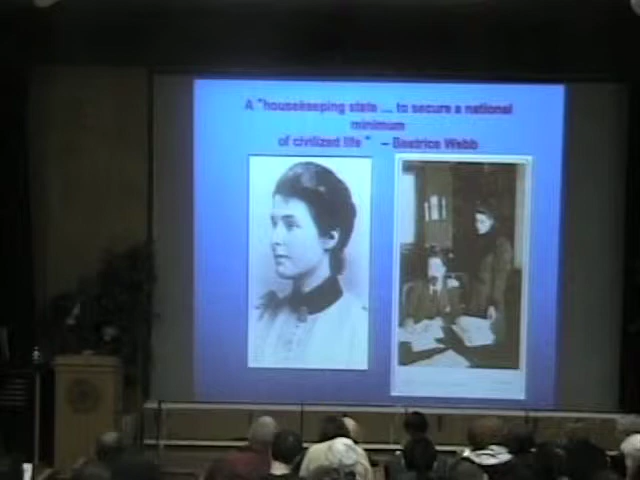 A "housekeeping state ... to secure a national
minimum
of civilized life " – Beatrice Webb